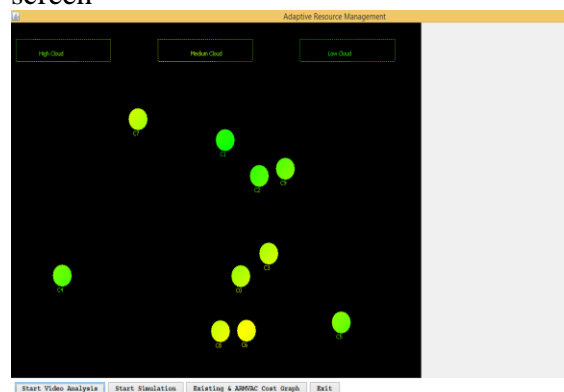 screen
Adaptive Resource Management
High Cloud
Medium Cloud
Low Cloud
C7
C1
C2
C9
C3
C4
C0
C5
C8
C6
Start Video Analysis
Start Simulation
Existing & ARMVAC Cost Graph
Exit